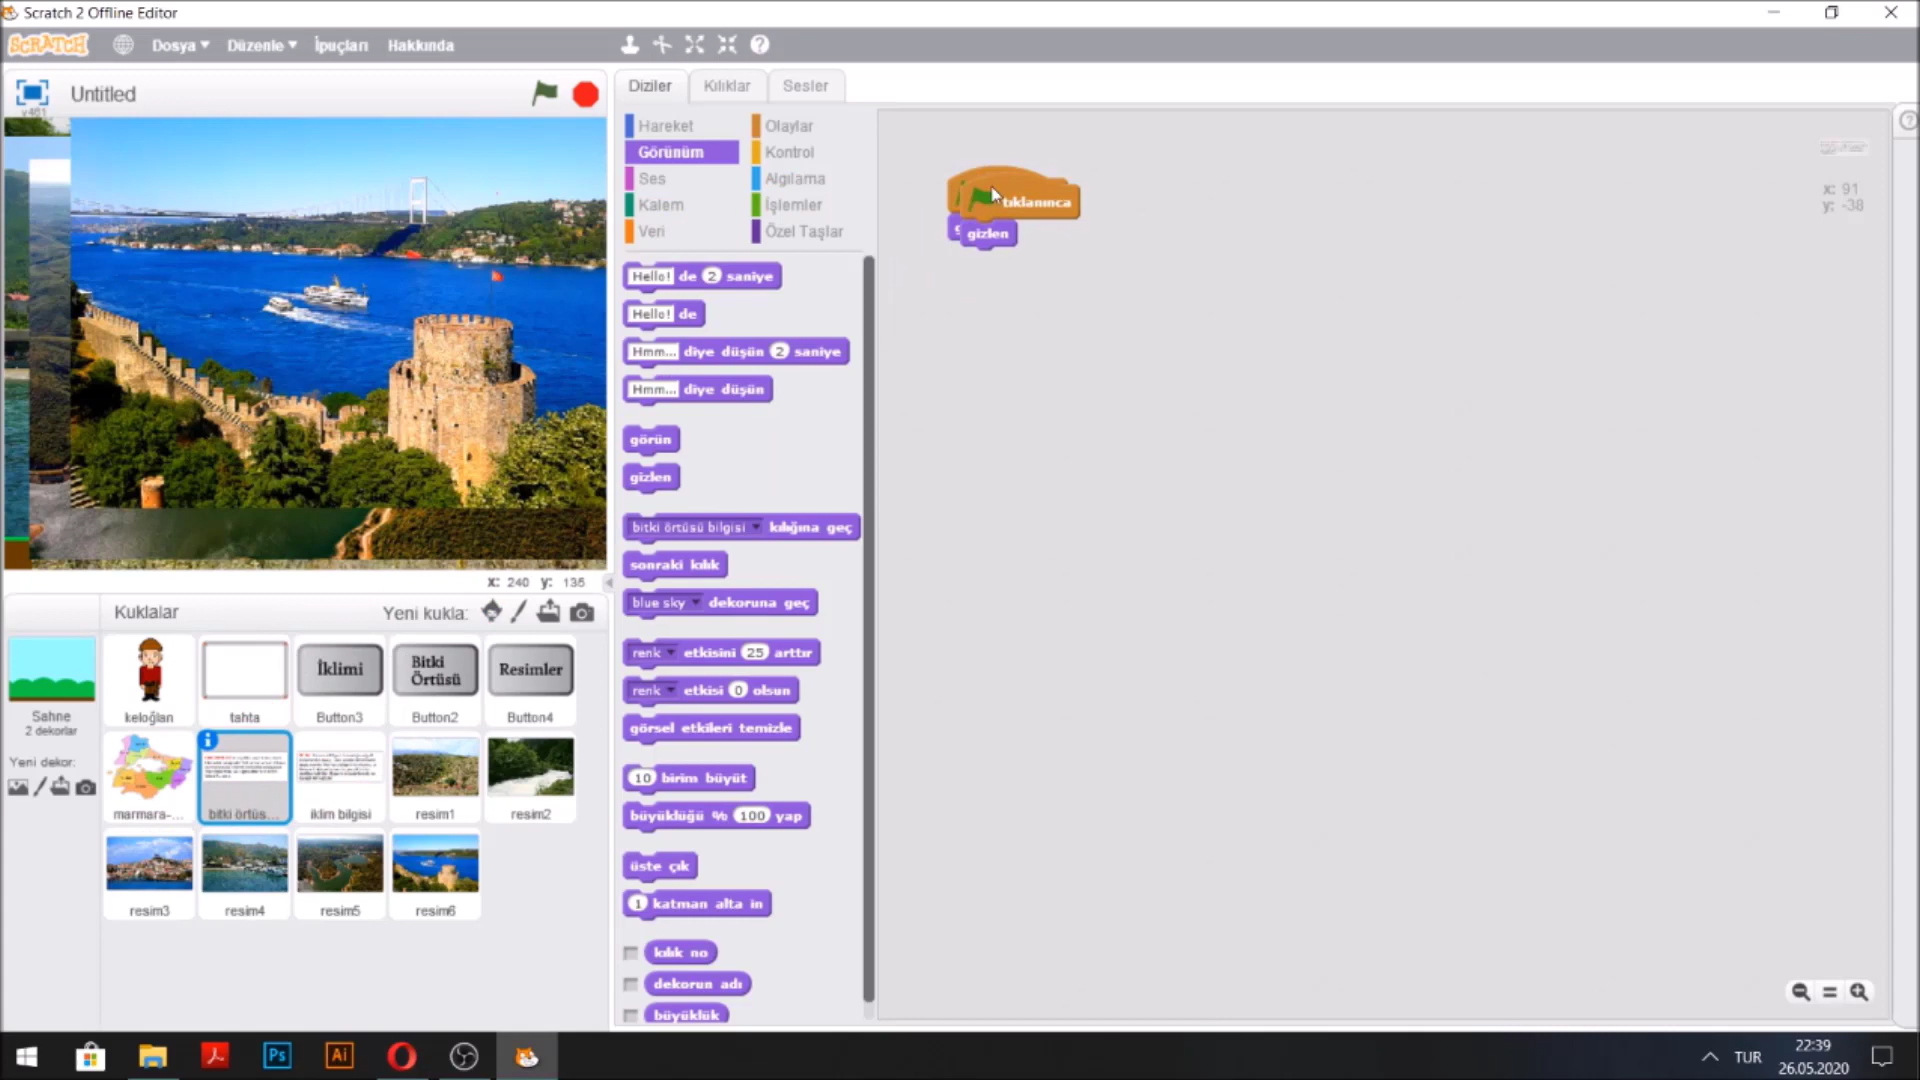 Scratch 2 Offline Editor
SCRATCH Dosya Düzenle İpuçları Hakkında
Untitled
v461
Diziler Kılıklar Sesler
Hareket Olaylar
Görünüm Kontrol
Ses Algılama
Kalem İşlemler
Veri Özel Taşlar
Hello! de 2 saniye
Hello! de
Hmm... diye düşün 2 saniye
Hmm... diye düşün
görün
gizlen
bitki örtüsü bilgisi kılığına geç
sonraki kılık
blue sky dekoruna geç
renk etkisini 25 arttır
renk etkisi 0 olsun
görsel etkileri temizle
10 birim büyüt
büyüklüğü % 100 yap
üste çık
1 katman alta in
kılık no
dekorun adı
büyüklük
tıklanınca
gizlen
x: 91
y: -38
x: 240 y: 135
Kuklalar Yeni kukla:
Sahne
2 dekorlar
Yeni dekor:
İklimi
Bitki
Örtüsü
Resimler
keloğlan tahta Button3 Button2 Button4
marmara-... bitki örtüs... iklim bilgisi resim1 resim2
resim3 resim4 resim5 resim6
Ps Ai
TUR
22:39
26.05.2020